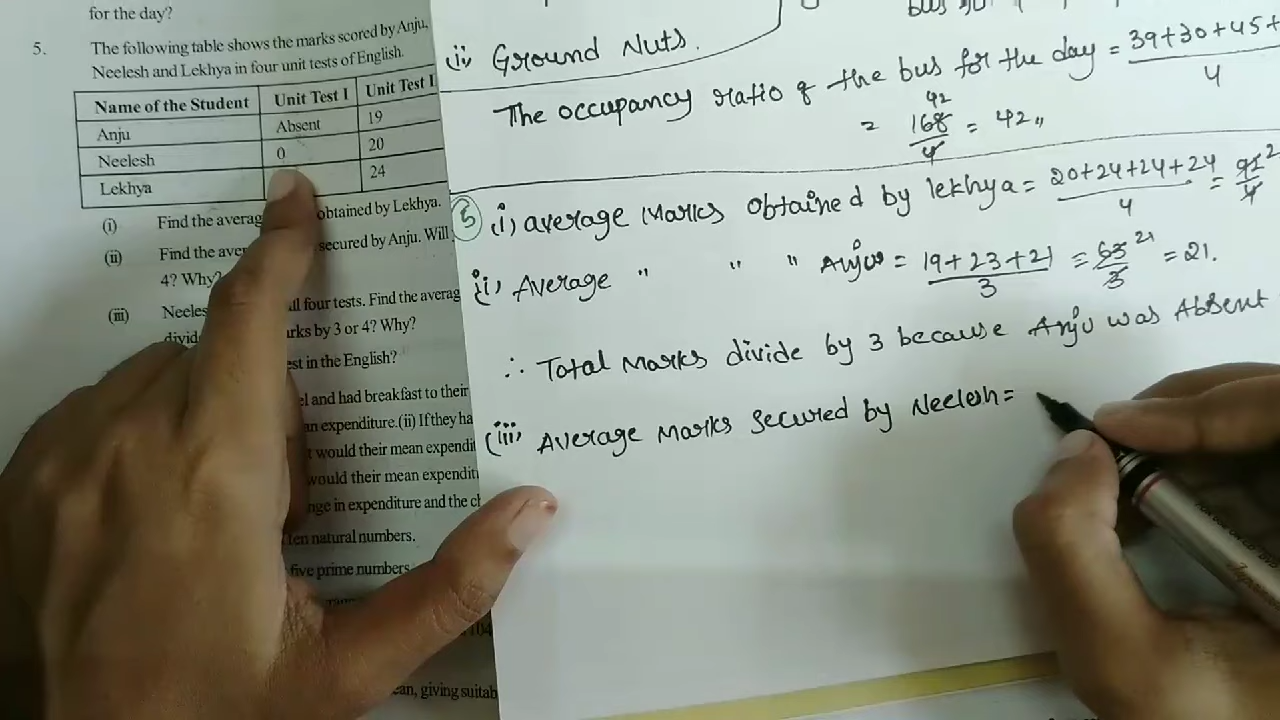 for the day?
5. The following table shows the marks scored by Anju,
Neelesh and Lekhya in four unit tests of English.
Name of the Student Unit Test I Unit Test I
Anju Absent 19
Neelesh 0 20
Lekhya 24
(i) Find the averag obtained by Lekhya.
(ii) Find the aver secured by Anju. Will
4? Why?
(iii) Neeles ll four tests. Find the averag
divid rks by 3 or 4? Why?
est in the English?
el and had breakfast to their
an expenditure.(ii) If they ha
t would their mean expendit
would their mean expendit
nge in expenditure and the ch
ten natural numbers.
five prime numbers.
104
an, giving suitab
(ii) Ground Nuts.
The occupancy ratio of the bus for the day = 39+30+45+
4
= 168/4 42 = 42,,
(5) (i) average Marks obtained by lekhya = 20+24+24+24 / 4 = 92/4 2
(ii) Average " " " Anju = 19+23+21 / 3 = 63/3 21 = 21.
∴ Total Marks divide by 3 because Anju was Absent
(iii) Average Marks secured by Neelesh =